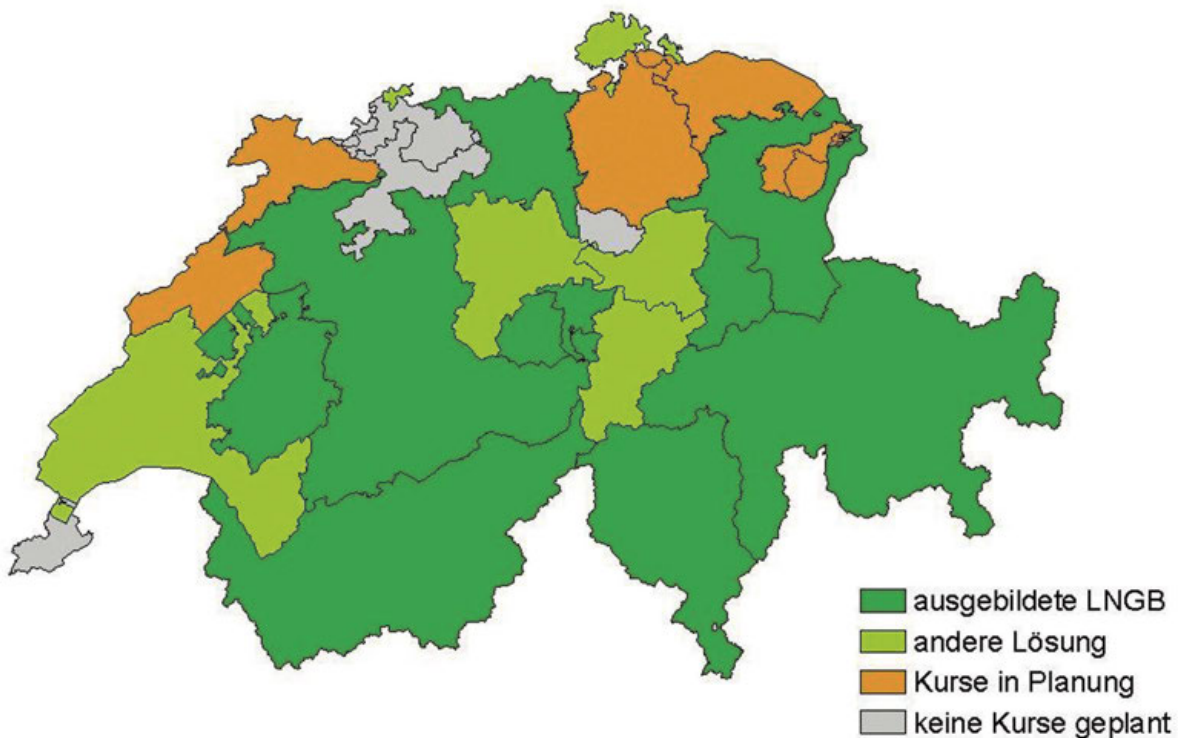 ausgebildete LNGB
andere Lösung
Kurse in Planung
keine Kurse geplant